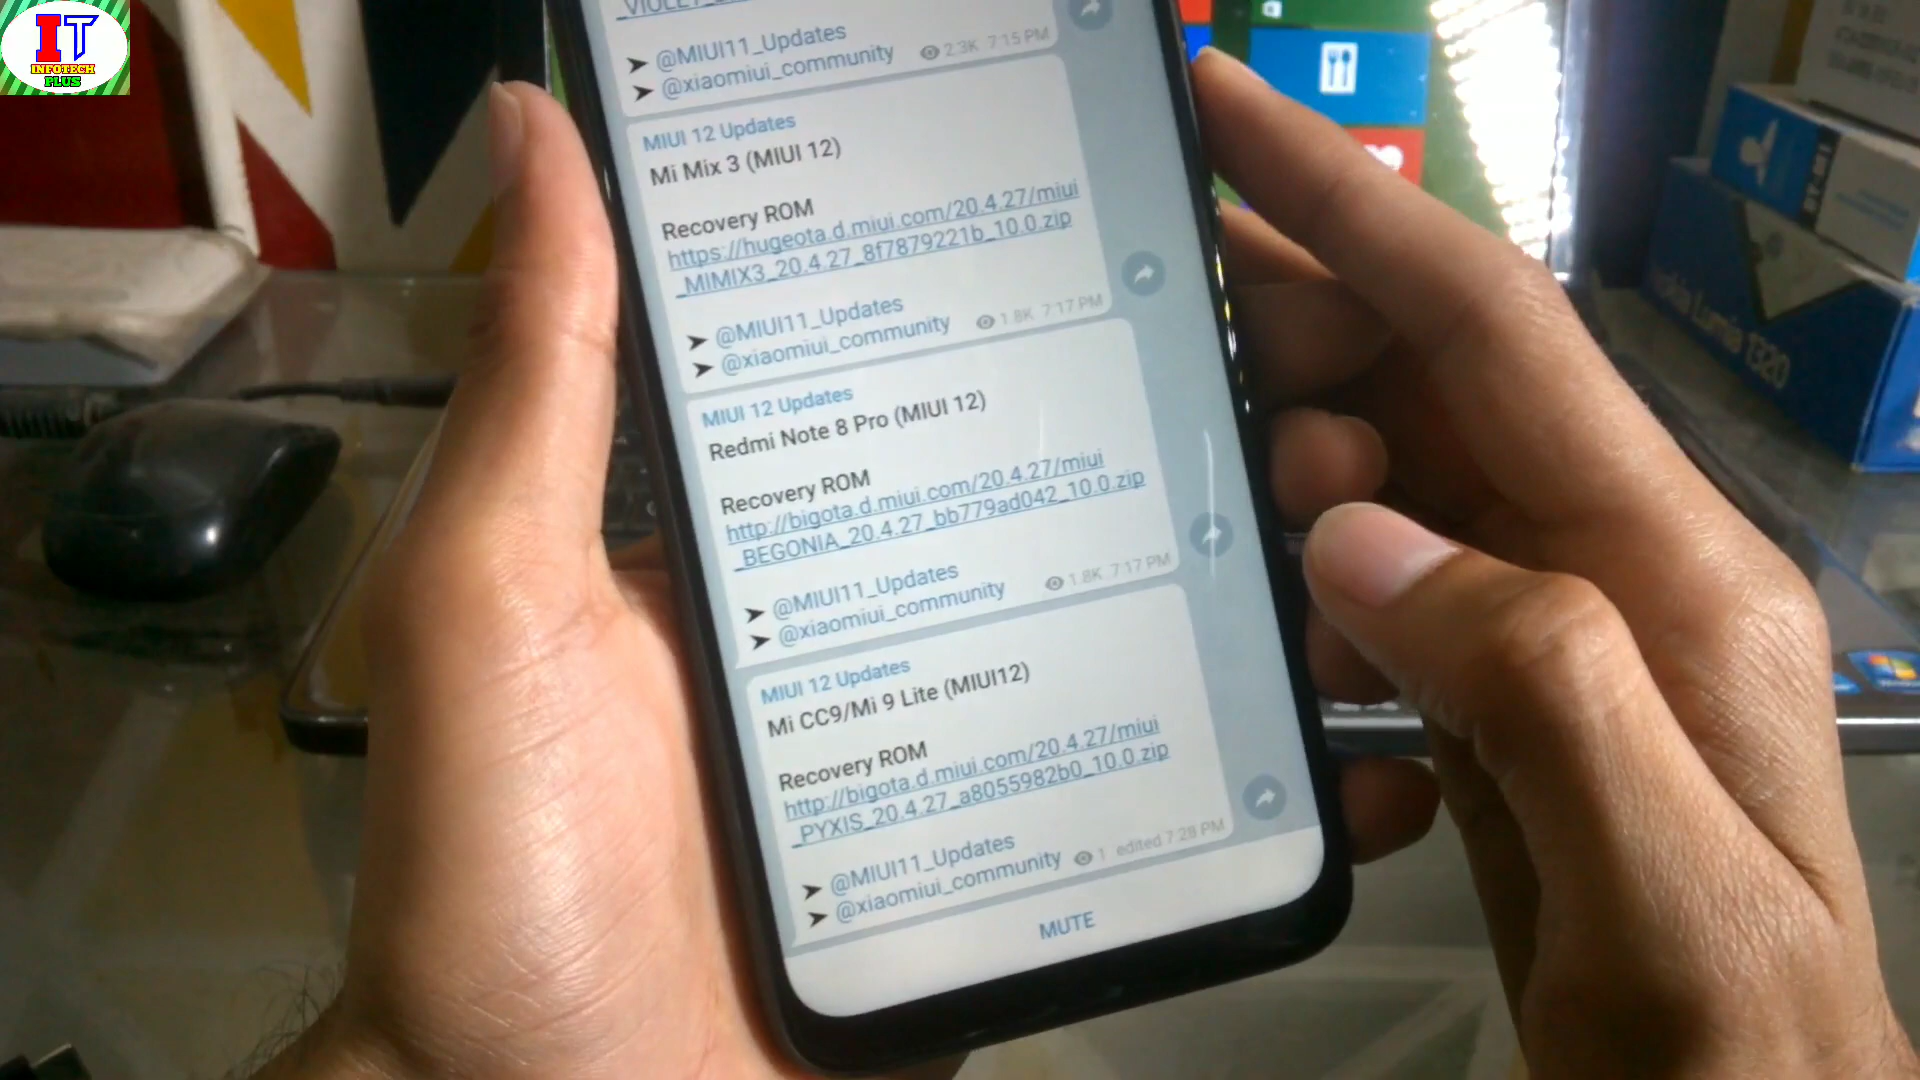 IT
INFOTECH
PLUS
@MIUI11_Updates
@xiaomiui_community 2.3K 7:15 PM
MIUI 12 Updates
Mi Mix 3 (MIUI 12)
Recovery ROM
https://hugeota.d.miui.com/20.4.27/miui
_MIMIX3_20.4.27_8f7879221b_10.0.zip
@MIUI11_Updates
@xiaomiui_community 1.8K 7:17 PM
MIUI 12 Updates
Redmi Note 8 Pro (MIUI 12)
Recovery ROM
http://bigota.d.miui.com/20.4.27/miui
_BEGONIA_20.4.27_bb779ad042_10.0.zip
@MIUI11_Updates
@xiaomiui_community 1.8K 7:17 PM
MIUI 12 Updates
Mi CC9/Mi 9 Lite (MIUI12)
Recovery ROM
http://bigota.d.miui.com/20.4.27/miui
_PYXIS_20.4.27_a8055982b0_10.0.zip
@MIUI11_Updates
@xiaomiui_community 1 edited 7:28 PM
MUTE
Lumia 1320